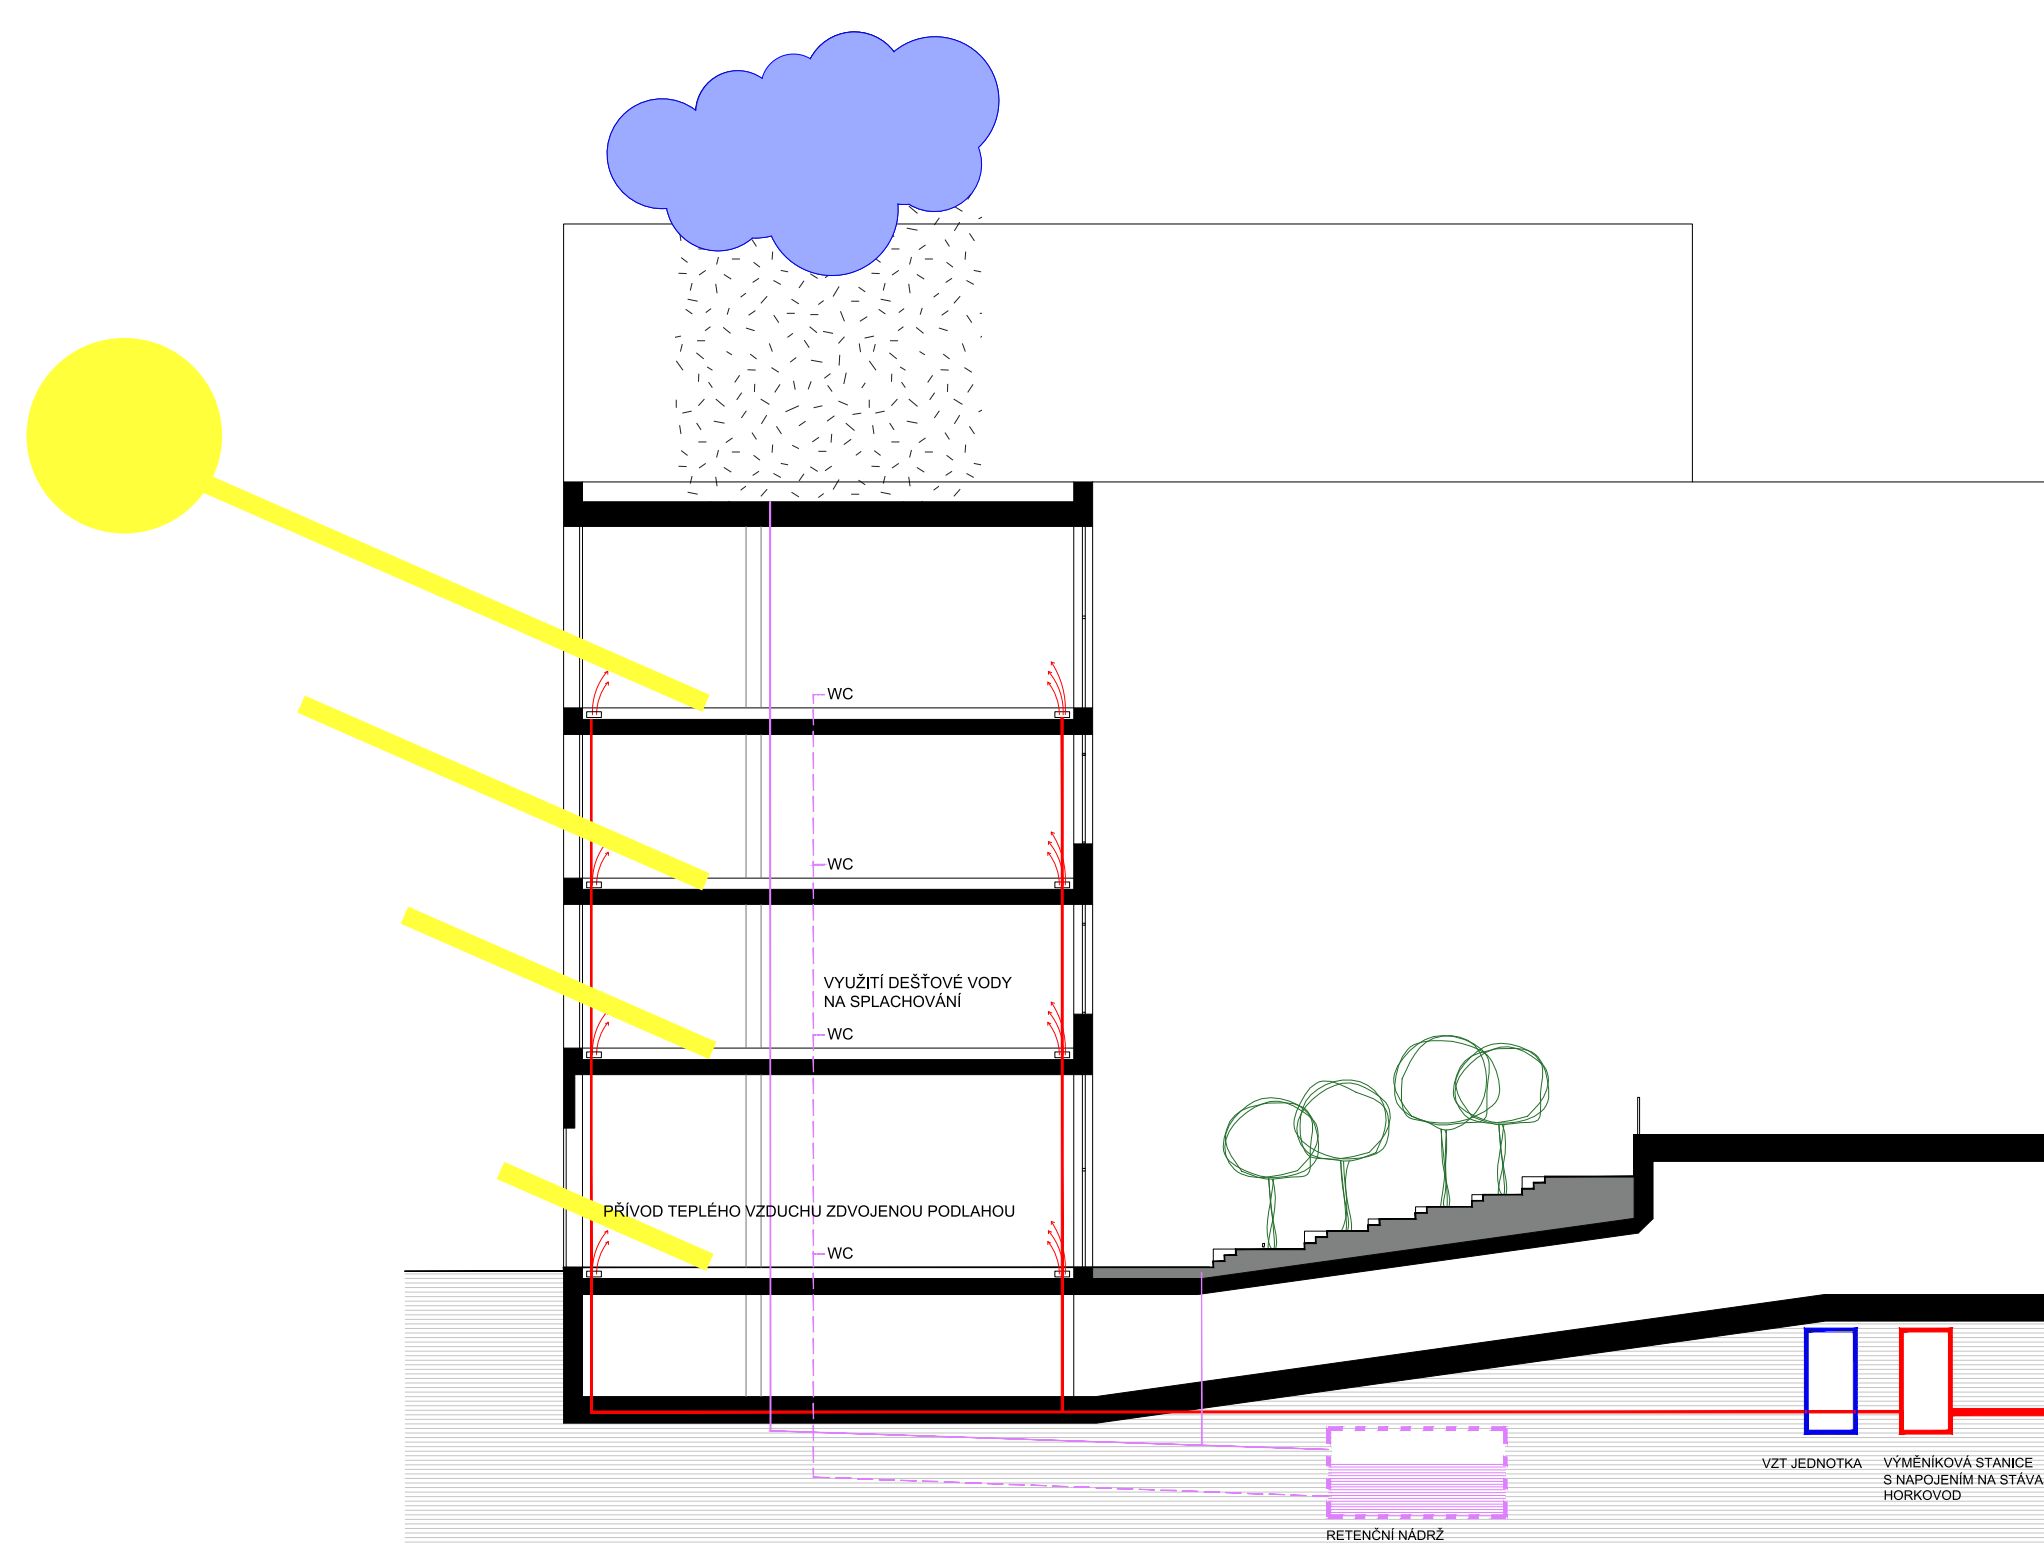 WC
WC
VYUŽITÍ DEŠŤOVÉ VODY
NA SPLACHOVÁNÍ
WC
PŘÍVOD TEPLÉHO VZDUCHU ZDVOJENOU PODLAHOU
WC
VZT JEDNOTKA
VÝMĚNÍKOVÁ STANICE
S NAPOJENÍM NA STÁVA
HORKOVOD
RETENČNÍ NÁDRŽ